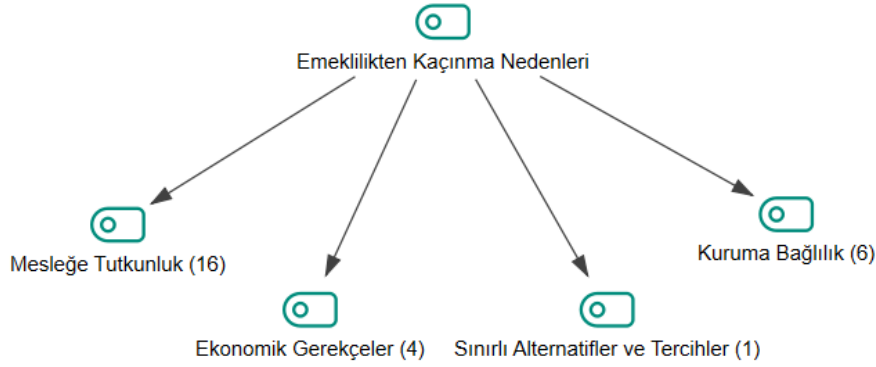 Emeklilikten Kaçınma Nedenleri
Mesleğe Tutkunluk (16)
Kuruma Bağlılık (6)
Ekonomik Gerekçeler (4)
Sınırlı Alternatifler ve Tercihler (1)